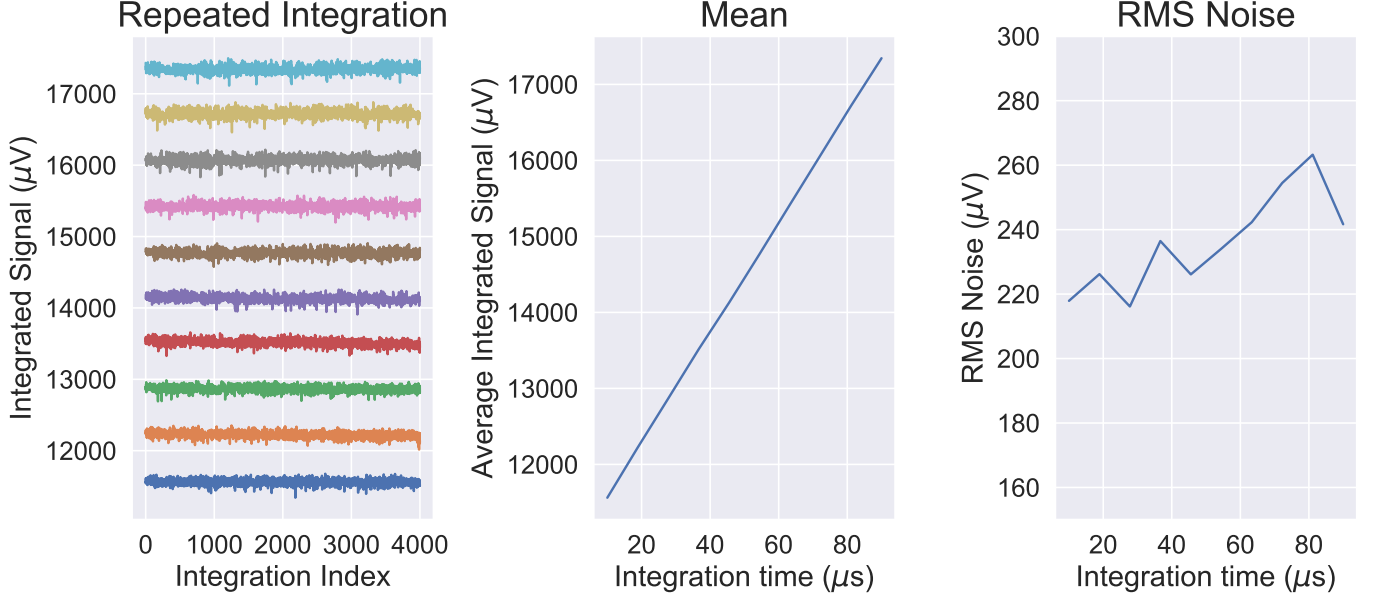 Repeated Integration
Integrated Signal (μV)
17000
16000
15000
14000
13000
12000
0 1000 2000 3000 4000
Integration Index
Mean
Average Integrated Signal (μV)
17000
16000
15000
14000
13000
12000
20 40 60 80
Integration time (μs)
RMS Noise
RMS Noise (μV)
300
280
260
240
220
200
180
160
20 40 60 80
Integration time (μs)